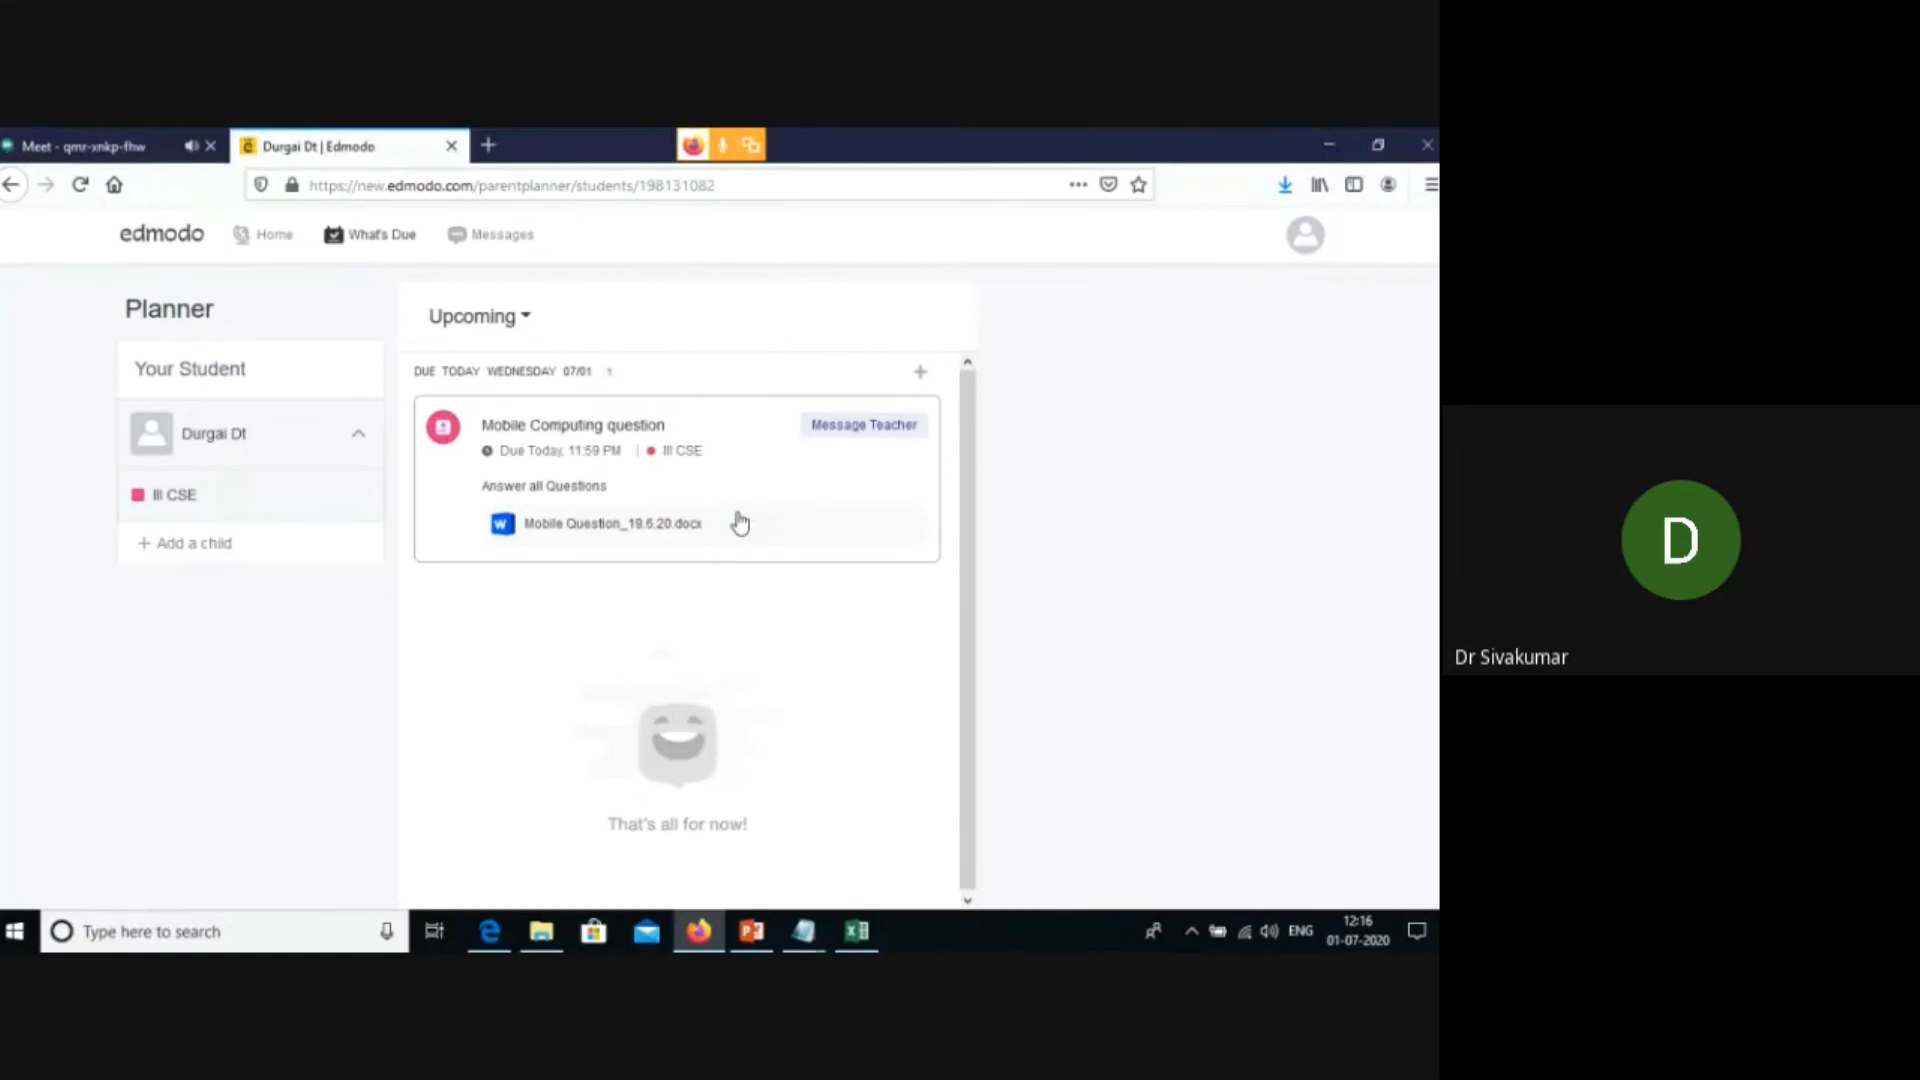 Meet - qmr-xnkp-fhw
Durgai Dt | Edmodo
https://new.edmodo.com/parentplanner/students/198131082
edmodo
Home
What's Due
Messages
Planner
Your Student
Durgai Dt
III CSE
+ Add a child
Upcoming
DUE TODAY WEDNESDAY 07/01 1
Mobile Computing question
Message Teacher
Due Today, 11:59 PM | III CSE
Answer all Questions
Mobile Question_19.6.20.docx
That's all for now!
D
Dr Sivakumar
Type here to search
ENG
12:16
01-07-2020